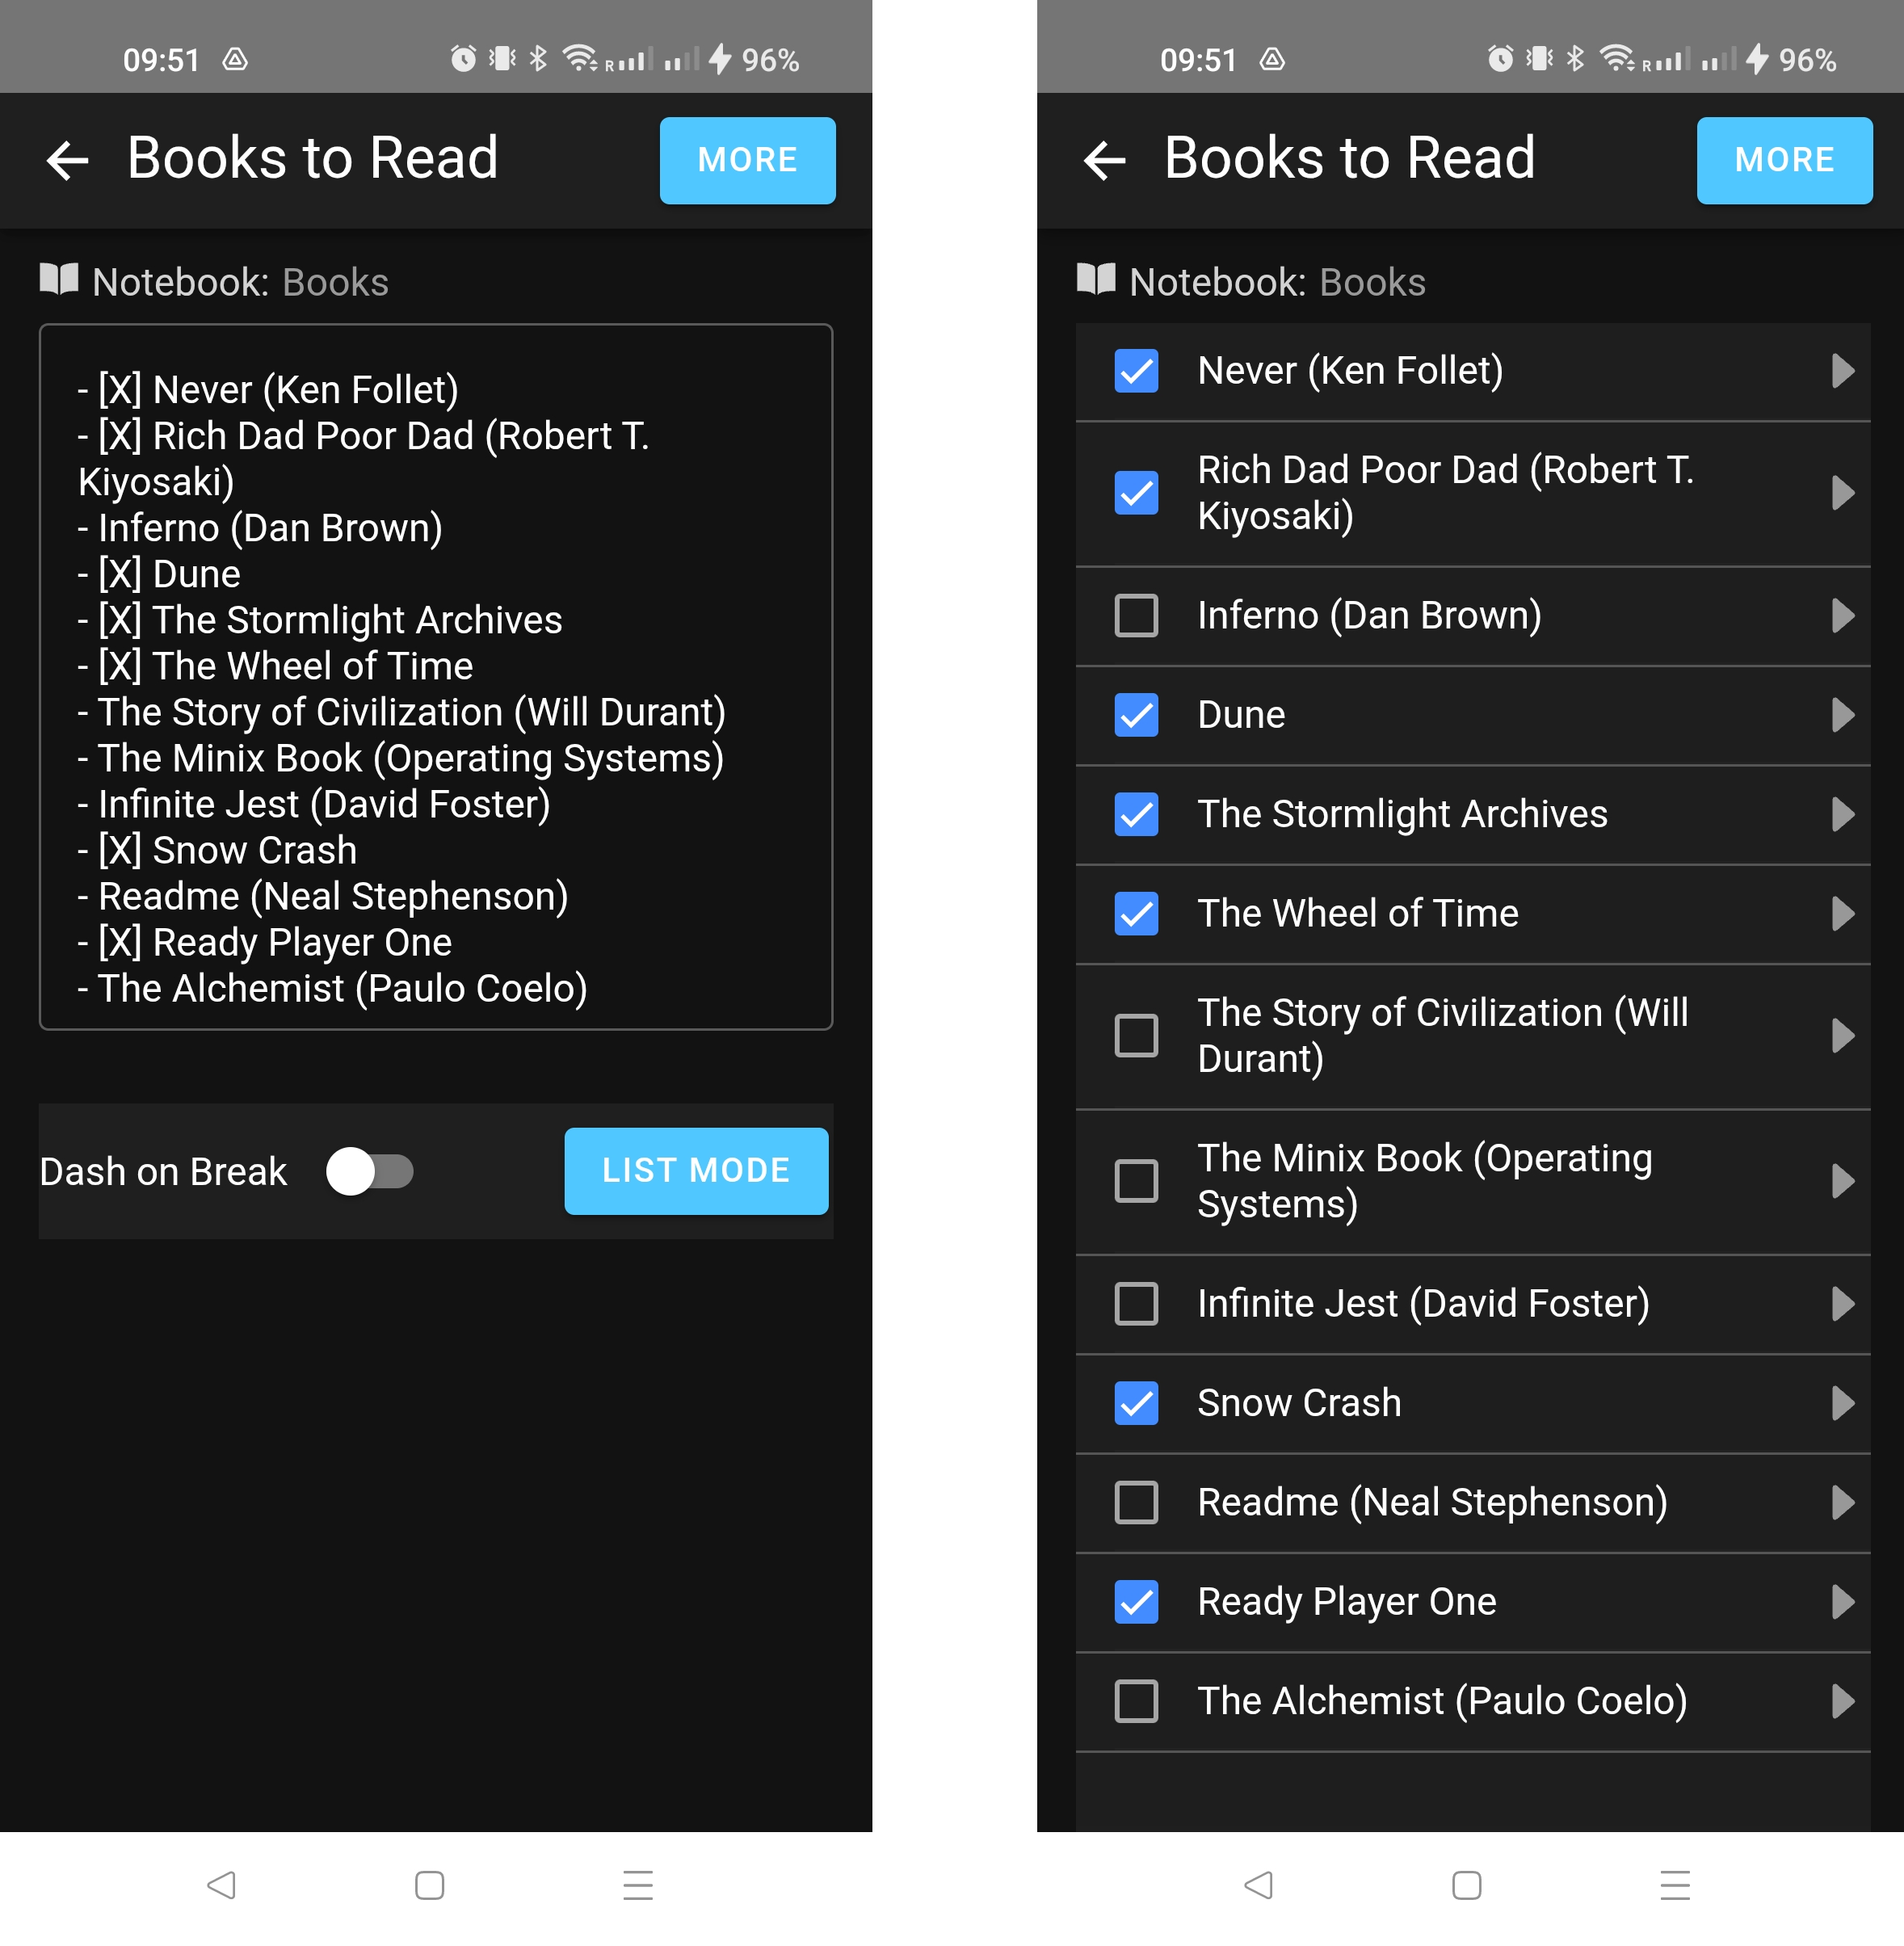 09:51
R
96%
Books to Read
MORE
Notebook: Books
- [X] Never (Ken Follet)
- [X] Rich Dad Poor Dad (Robert T.
Kiyosaki)
- Inferno (Dan Brown)
- [X] Dune
- [X] The Stormlight Archives
- [X] The Wheel of Time
- The Story of Civilization (Will Durant)
- The Minix Book (Operating Systems)
- Infinite Jest (David Foster)
- [X] Snow Crash
- Readme (Neal Stephenson)
- [X] Ready Player One
- The Alchemist (Paulo Coelo)
Dash on Break
LIST MODE
09:51
R
96%
Books to Read
MORE
Notebook: Books
Never (Ken Follet)
Rich Dad Poor Dad (Robert T.
Kiyosaki)
Inferno (Dan Brown)
Dune
The Stormlight Archives
The Wheel of Time
The Story of Civilization (Will
Durant)
The Minix Book (Operating
Systems)
Infinite Jest (David Foster)
Snow Crash
Readme (Neal Stephenson)
Ready Player One
The Alchemist (Paulo Coelo)